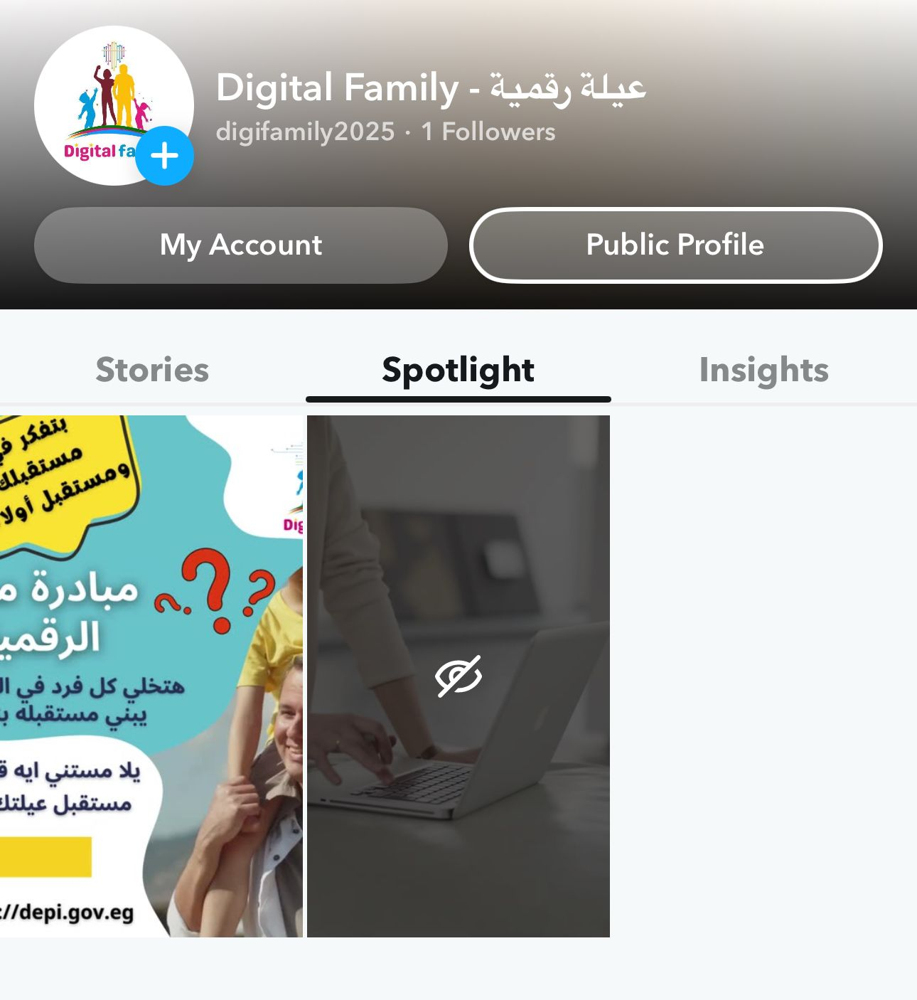 Digital Family - عيلة رقمية
digifamily2025 · 1 Followers
Digital fa
My Account
Public Profile
Stories
Spotlight
Insights
بتفكر في
مستقبلك
ومستقبل أولا
Dig
مبادرة م
الرقمي
هتخلي كل فرد في ال
يبني مستقبله ب
يلا مستني ايه ق
مستقبل عيلتك
://depi.gov.eg